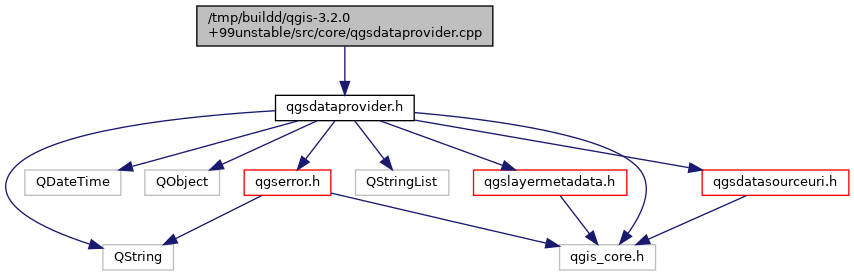 /tmp/buildd/qgis-3.2.0
+99unstable/src/core/qgsdataprovider.cpp
qgsdataprovider.h
QDateTime
QObject
qgserror.h
QStringList
qgslayermetadata.h
qgsdatasourceuri.h
QString
qgis_core.h